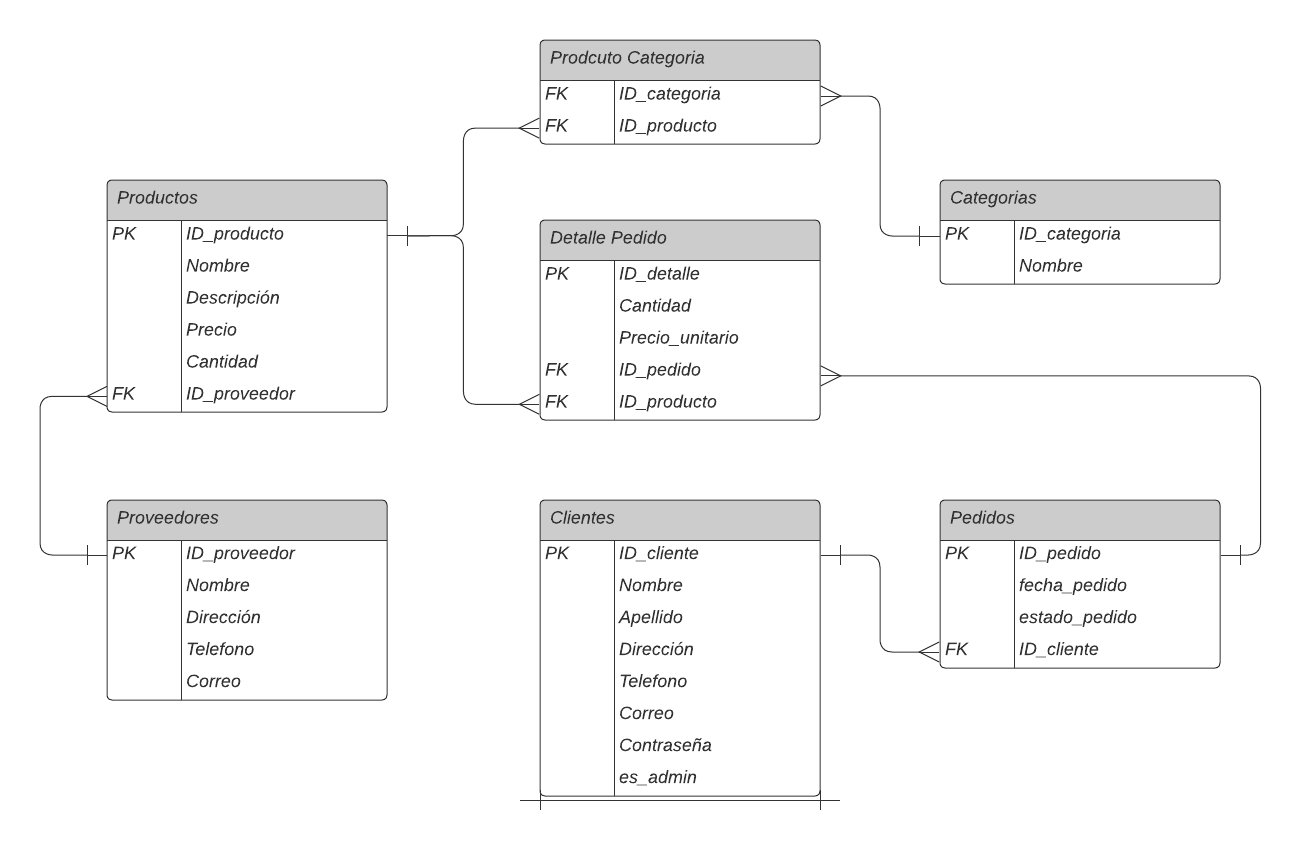 Prodcuto Categoria
FK ID_categoria
FK ID_producto
Productos
PK ID_producto
Nombre
Descripción
Precio
Cantidad
FK ID_proveedor
Detalle Pedido
PK ID_detalle
Cantidad
Precio_unitario
FK ID_pedido
FK ID_producto
Categorias
PK ID_categoria
Nombre
Proveedores
PK ID_proveedor
Nombre
Dirección
Telefono
Correo
Clientes
PK ID_cliente
Nombre
Apellido
Dirección
Telefono
Correo
Contraseña
es_admin
Pedidos
PK ID_pedido
fecha_pedido
estado_pedido
FK ID_cliente